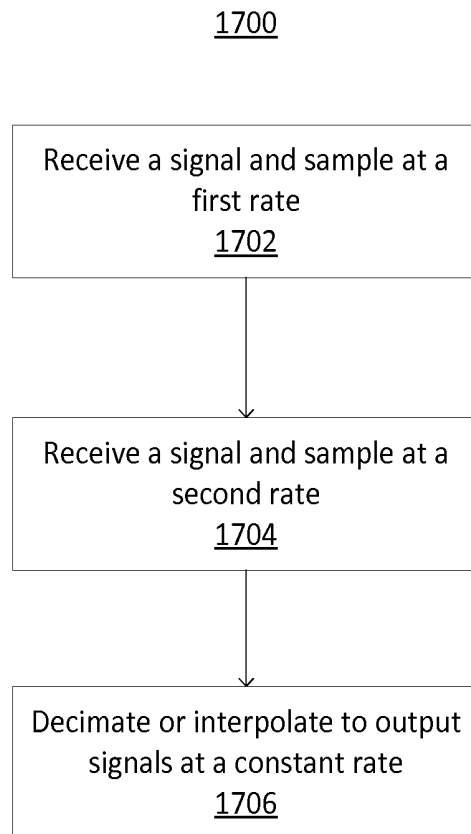 1700
Receive a signal and sample at a
first rate
1702
Receive a signal and sample at a
second rate
1704
Decimate or interpolate to output
signals at a constant rate
1706